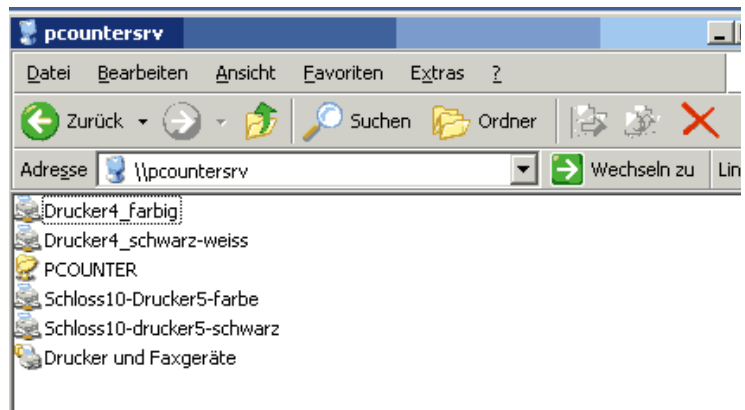 pcountersrv
Datei Bearbeiten Ansicht Favoriten Extras ?
Zurück Suchen Ordner
Adresse \\pcountersrv Wechseln zu Lin
Drucker4_farbig
Drucker4_schwarz-weiss
PCOUNTER
Schloss10-Drucker5-farbe
Schloss10-drucker5-schwarz
Drucker und Faxgeräte